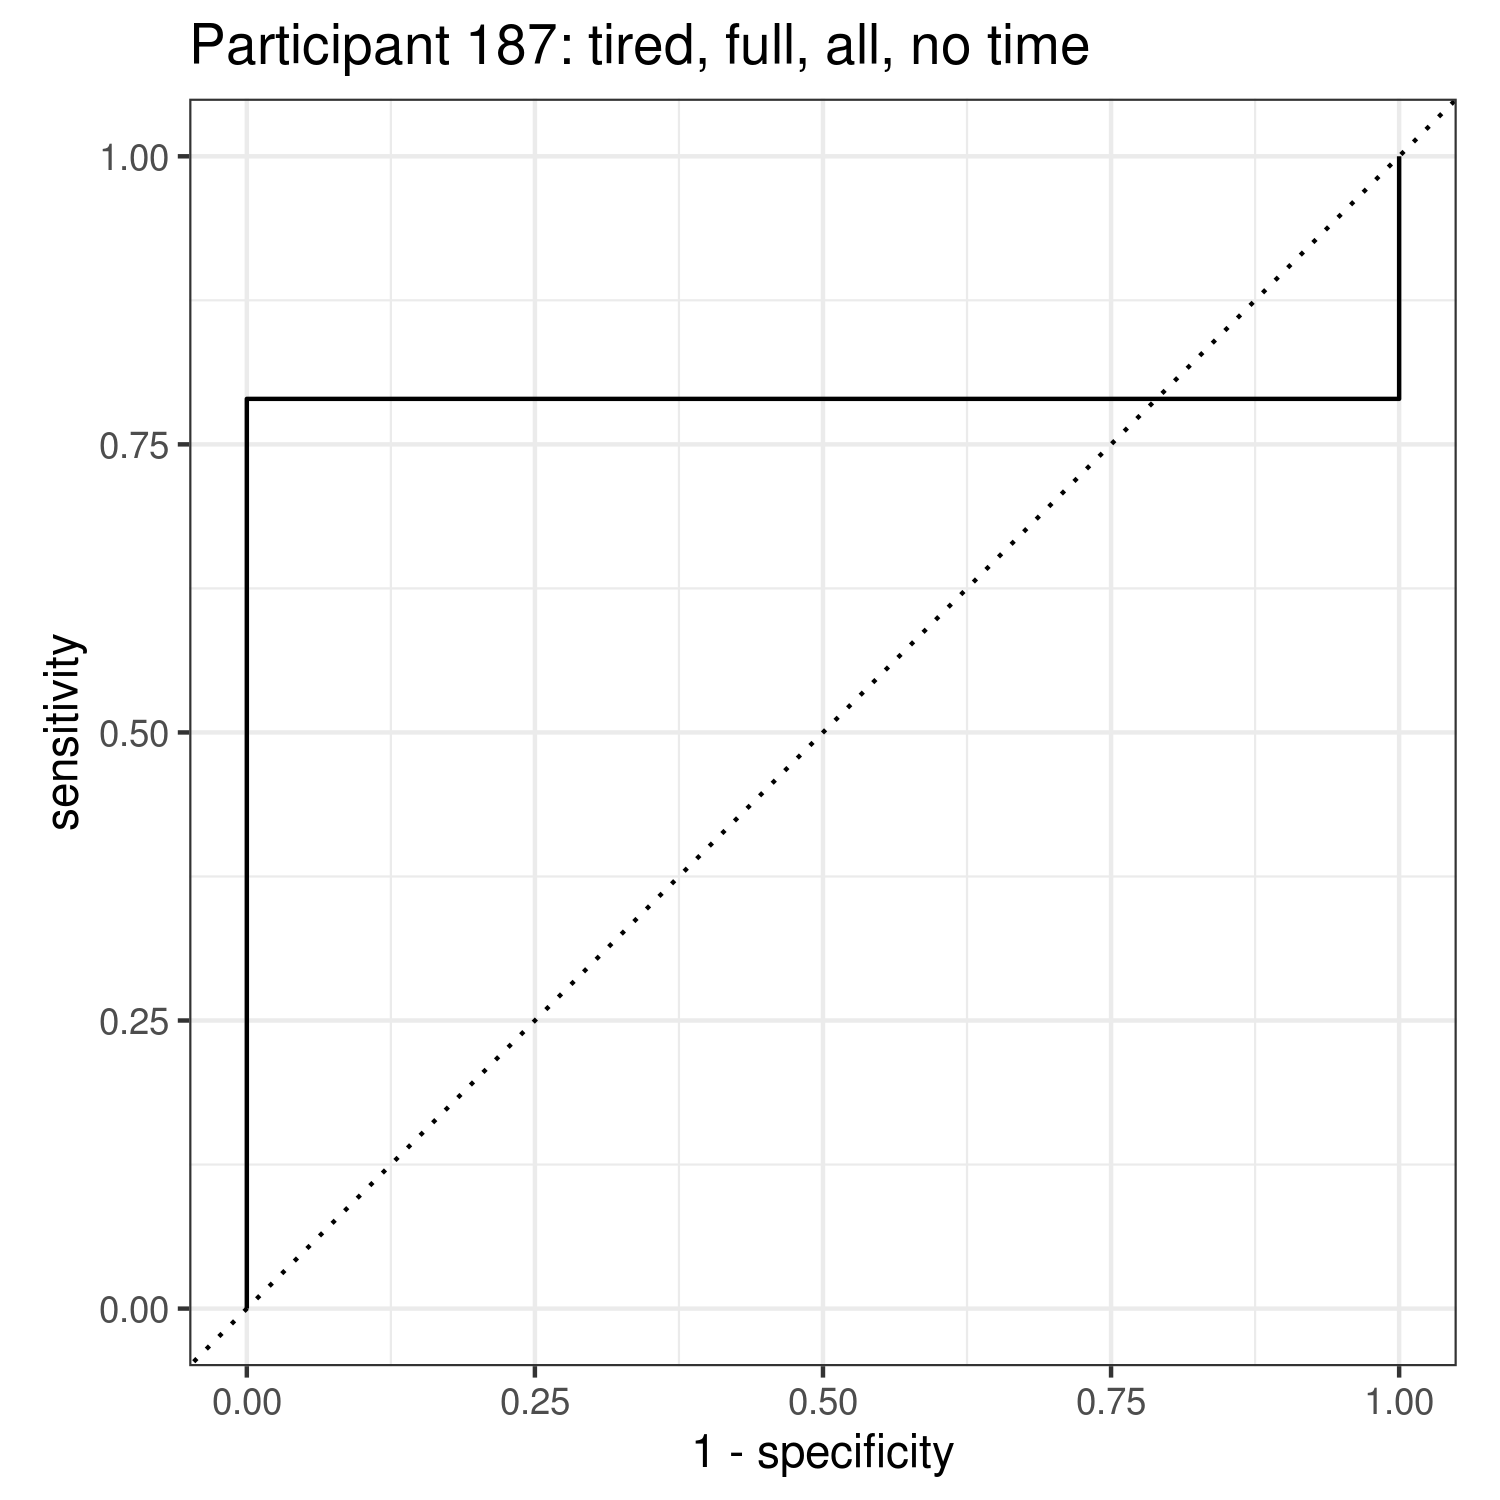 Participant 187: tired, full, all, no time
1.00
0.75
0.50
0.25
0.00
sensitivity
0.00 0.25 0.50 0.75 1.00
1 - specificity